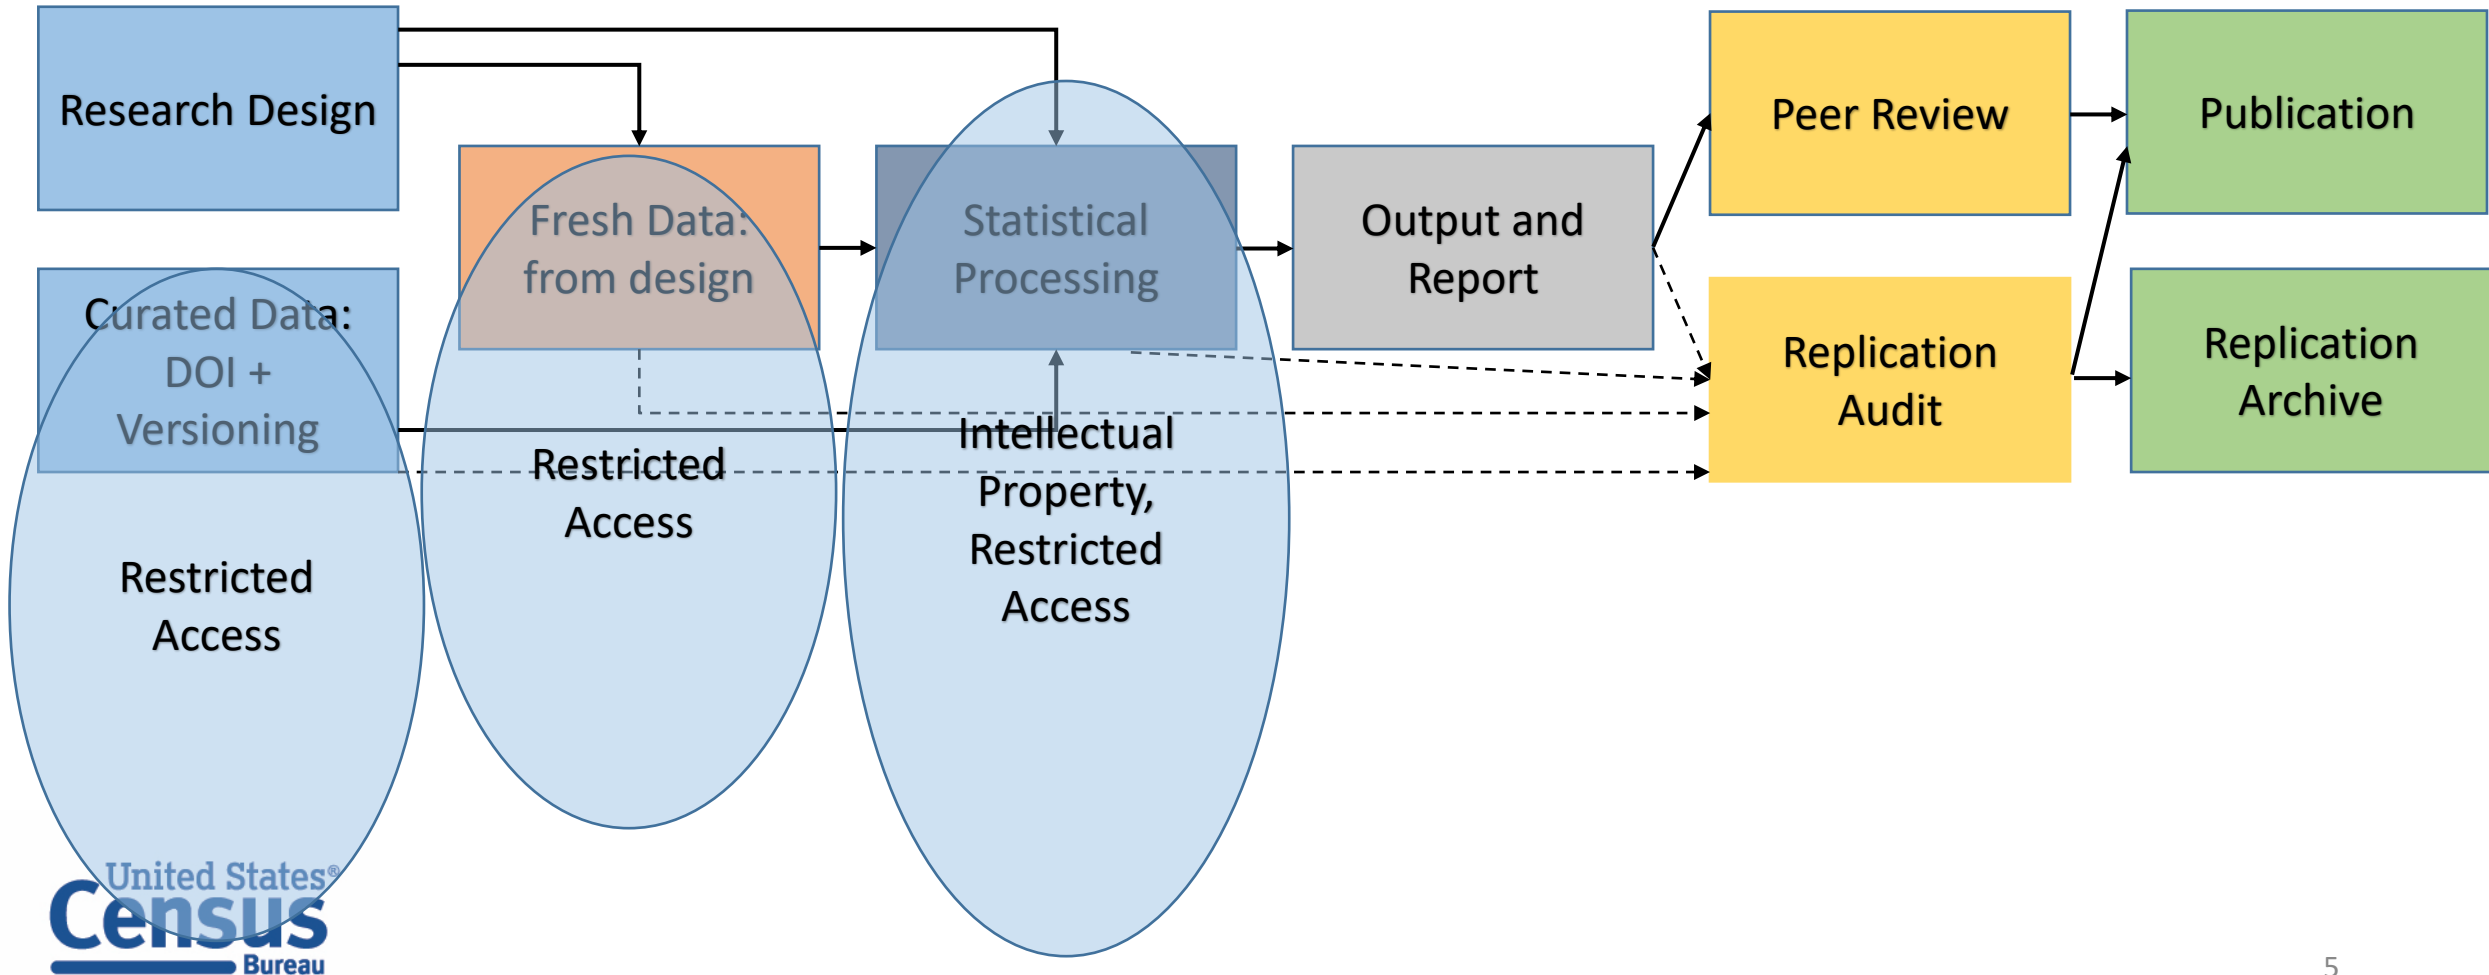 Research Design
Curated Data:
DOI +
Versioning
Restricted
Access
Fresh Data:
from design
Restricted
Access
Statistical
Processing
Intellectual
Property,
Restricted
Access
Output and
Report
Peer Review
Replication
Audit
Publication
Replication
Archive
United States®
Census
Bureau
5